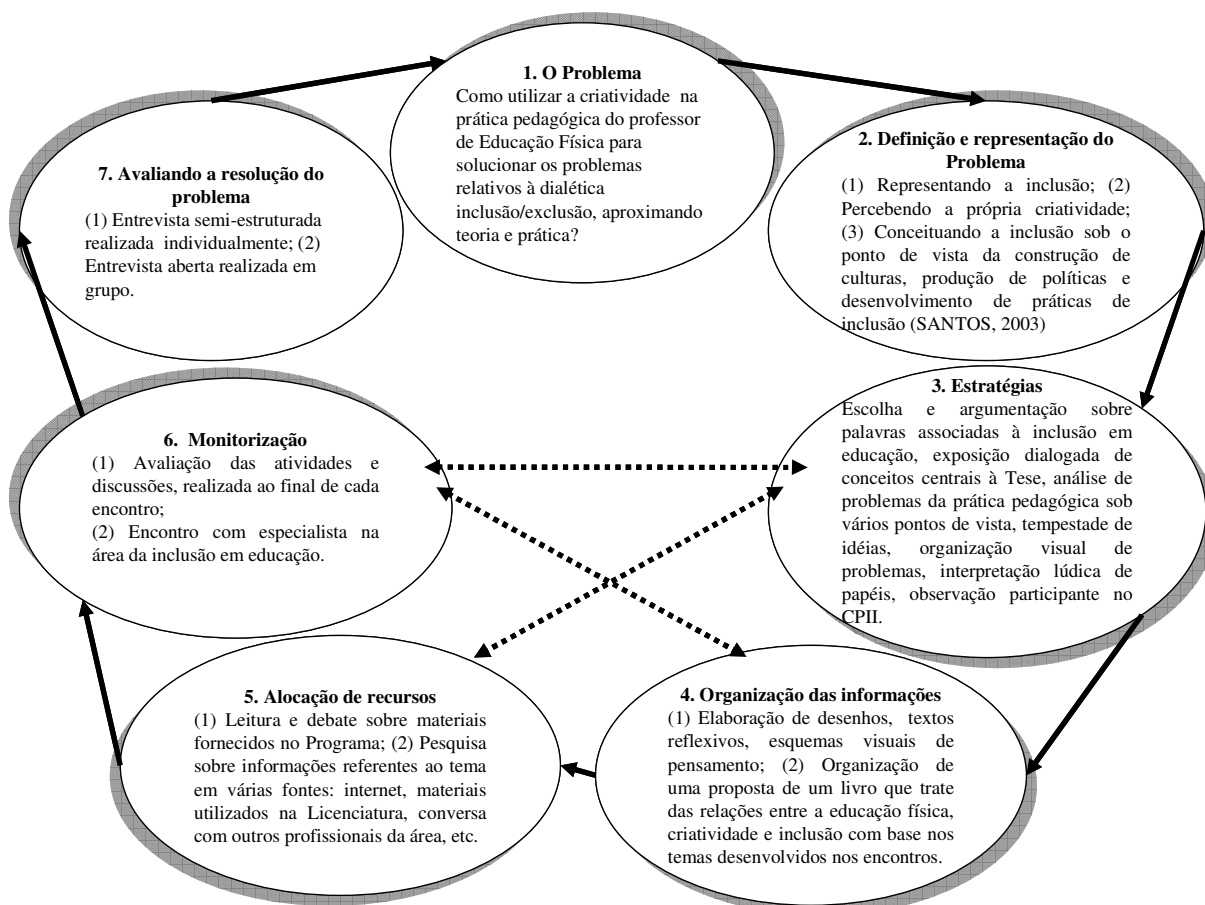 1. O Problema
Como utilizar a criatividade na
prática pedagógica do professor
de Educação Física para
solucionar os problemas
relativos à dialética
inclusão/exclusão, aproximando
teoria e prática?
2. Definição e representação do
Problema
(1) Representando a inclusão; (2)
Percebendo a própria criatividade;
(3) Conceituando a inclusão sob o
ponto de vista da construção de
culturas, produção de políticas e
desenvolvimento de práticas de
inclusão (SANTOS, 2003)
3. Estratégias
Escolha e argumentação sobre
palavras associadas à inclusão em
educação, exposição dialogada de
conceitos centrais à Tese, análise de
problemas da prática pedagógica sob
vários pontos de vista, tempestade de
idéias, organização visual de
problemas, interpretação lúdica de
papéis, observação participante no
CPII.
4. Organização das informações
(1) Elaboração de desenhos, textos
reflexivos, esquemas visuais de
pensamento; (2) Organização de
uma proposta de um livro que trate
das relações entre a educação física,
criatividade e inclusão com base nos
temas desenvolvidos nos encontros.
5. Alocação de recursos
(1) Leitura e debate sobre materiais
fornecidos no Programa; (2) Pesquisa
sobre informações referentes ao tema
em várias fontes: internet, materiais
utilizados na Licenciatura, conversa
com outros profissionais da área, etc.
6. Monitorização
(1) Avaliação das atividades e
discussões, realizada ao final de cada
encontro;
(2) Encontro com especialista na
área da inclusão em educação.
7. Avaliando a resolução do
problema
(1) Entrevista semi-estruturada
realizada individualmente; (2)
Entrevista aberta realizada em
grupo.